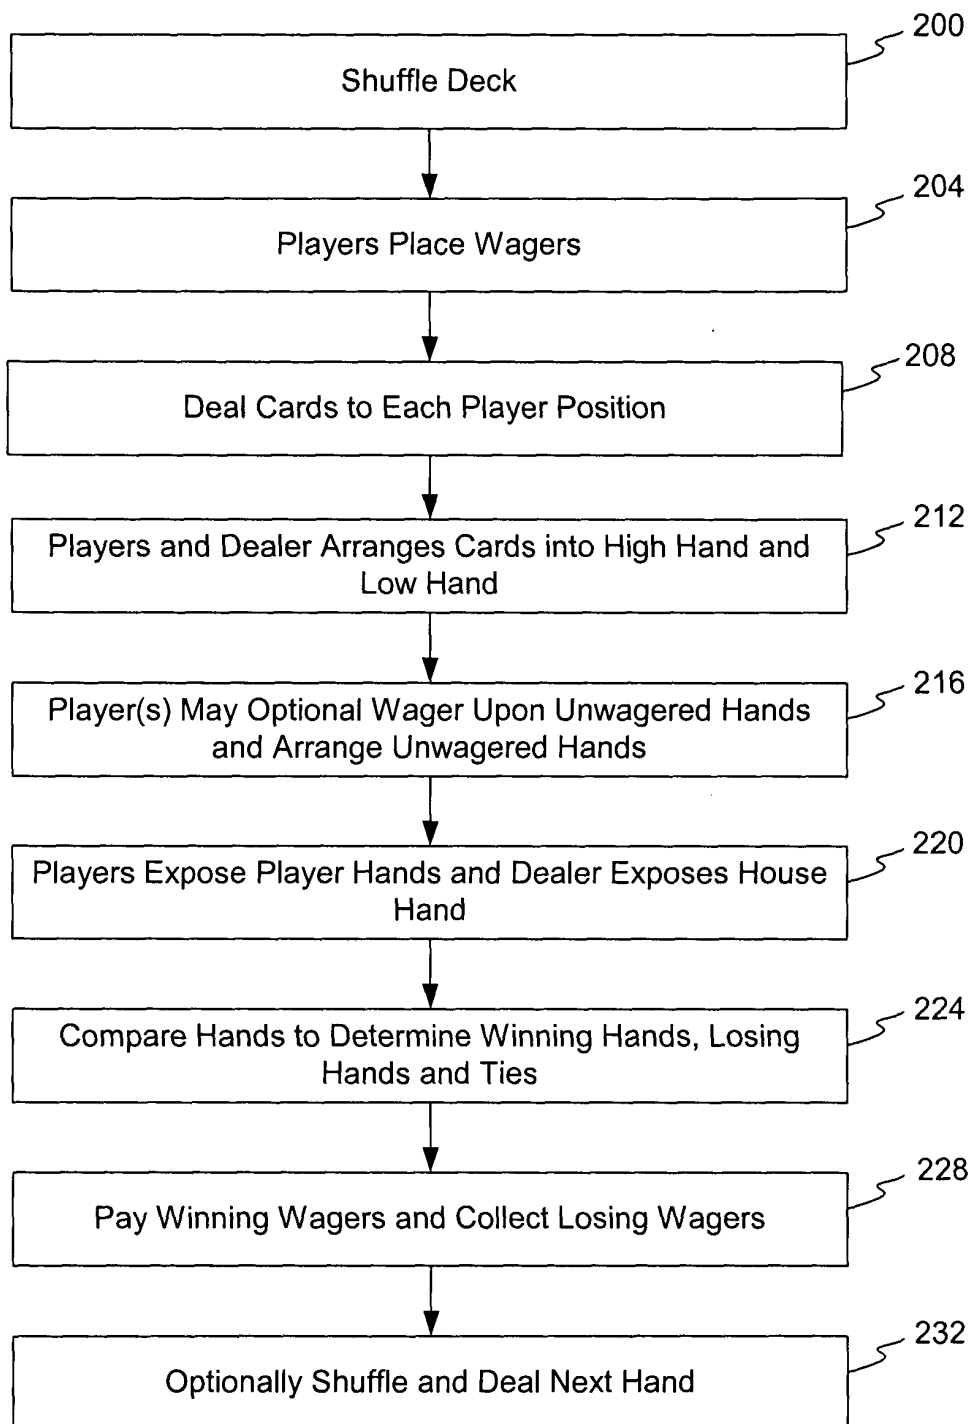 200
Shuffle Deck
204
Players Place Wagers
208
Deal Cards to Each Player Position
212
Players and Dealer Arranges Cards into High Hand and
Low Hand
216
Player(s) May Optional Wager Upon Unwagered Hands
and Arrange Unwagered Hands
220
Players Expose Player Hands and Dealer Exposes House
Hand
224
Compare Hands to Determine Winning Hands, Losing
Hands and Ties
228
Pay Winning Wagers and Collect Losing Wagers
232
Optionally Shuffle and Deal Next Hand